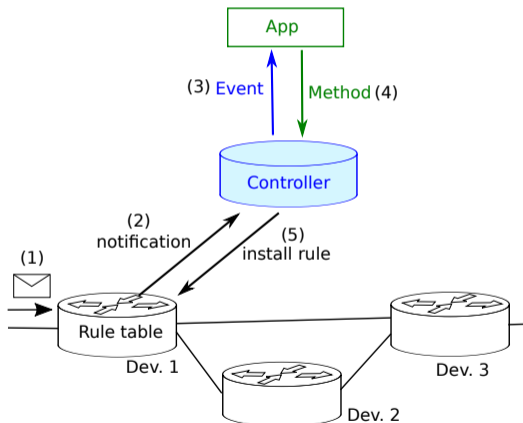 App
(3) Event
Method (4)
Controller
(2)
notification
(5)
install rule
(1)
Rule table
Dev. 1
Dev. 3
Dev. 2